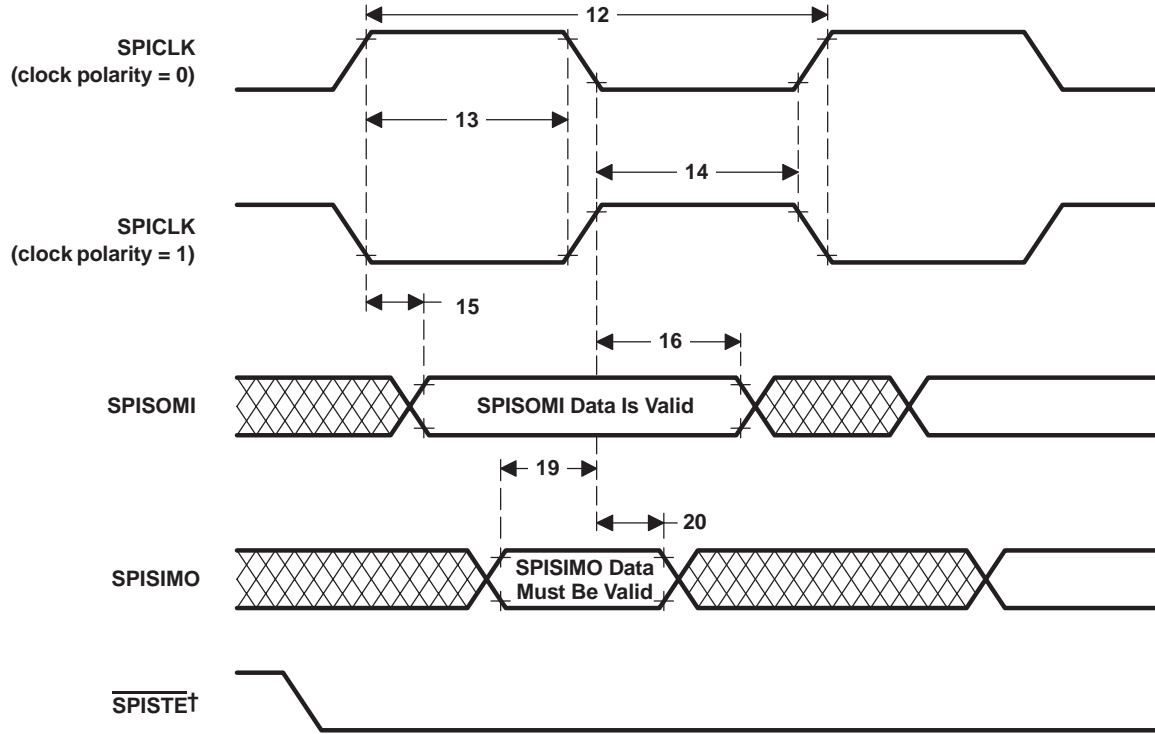 12
SPICLK
(clock polarity = 0)
13
14
SPICLK
(clock polarity = 1)
15
16
SPISOMI
SPISOMI Data Is Valid
19
20
SPISIMO
SPISIMO Data
Must Be Valid
SPISTE†